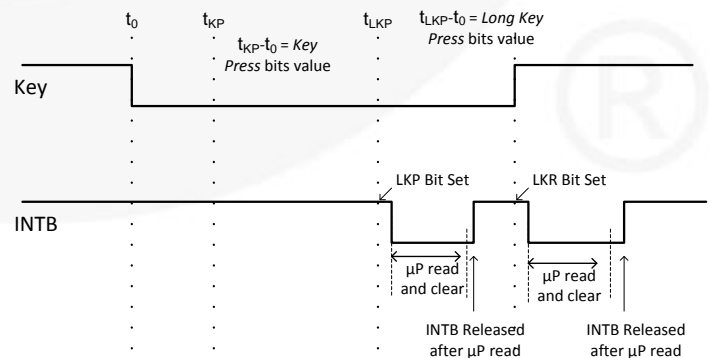 t0 tKP tLKP tLKP-t0 = Long Key
Press bits value
tKP-t0 = Key
Press bits value
Key
LKP Bit Set
LKR Bit Set
INTB
µP read
and clear
µP read
and clear
INTB Released
after µP read
INTB Released
after µP read
®